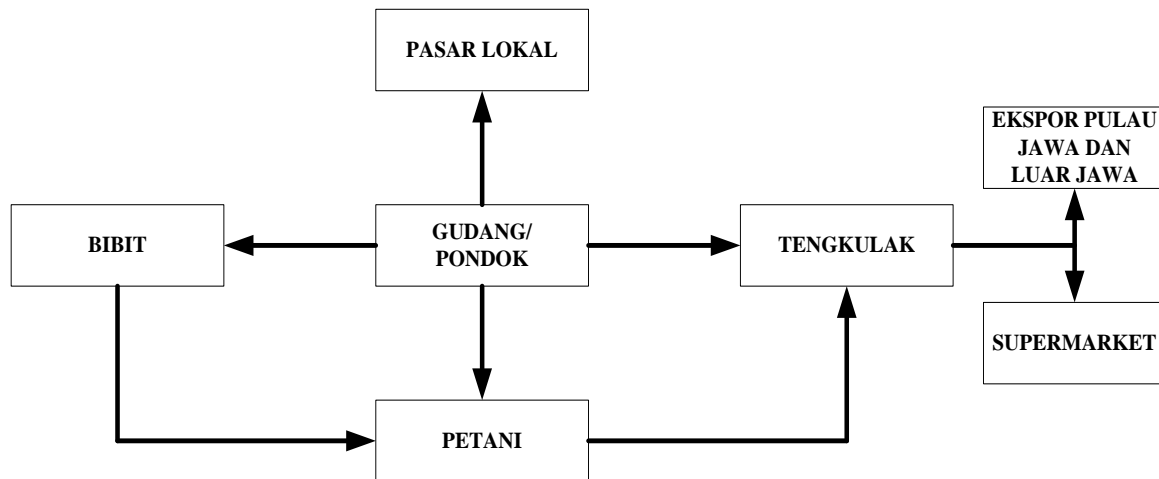 PASAR LOKAL
EKSPOR PULAU
JAWA DAN
LUAR JAWA
BIBIT
GUDANG/
PONDOK
TENGKULAK
SUPERMARKET
PETANI